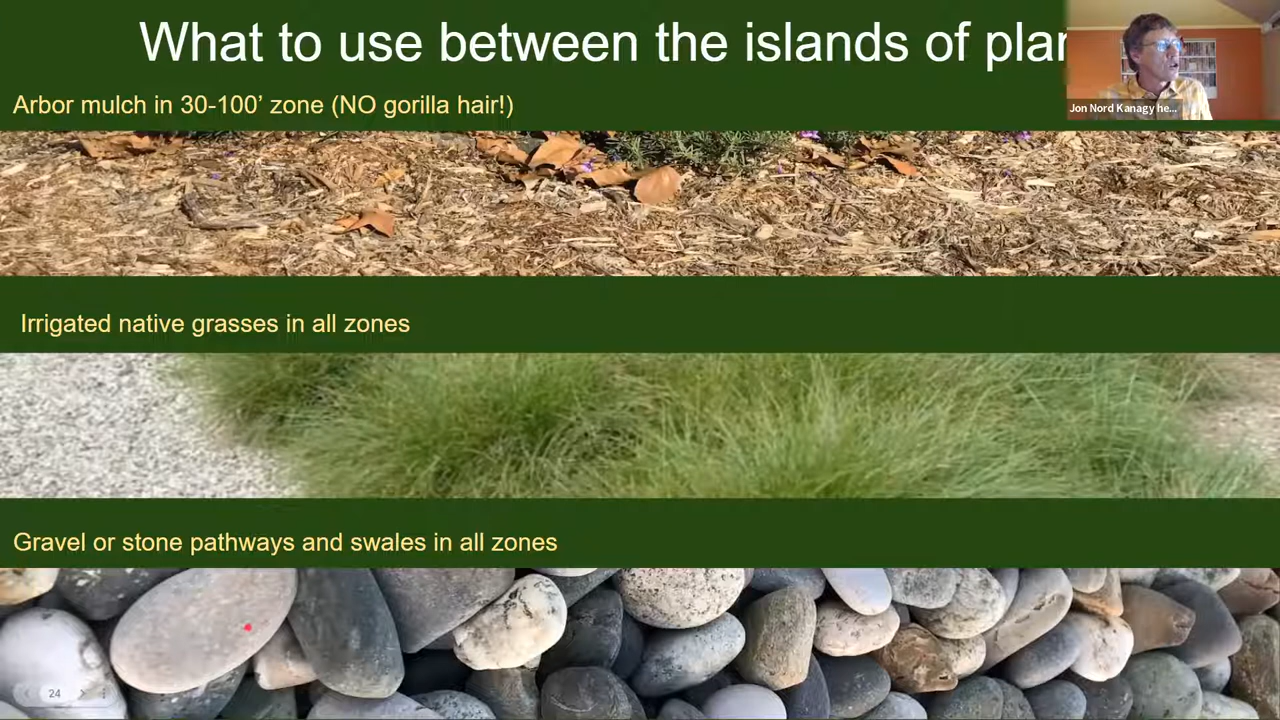 What to use between the islands of
Arbor mulch in 30-100’ zone (NO gorilla hair!)
Jon Nord Kanagy he...
Irrigated native grasses in all zones
Gravel or stone pathways and swales in all zones
24